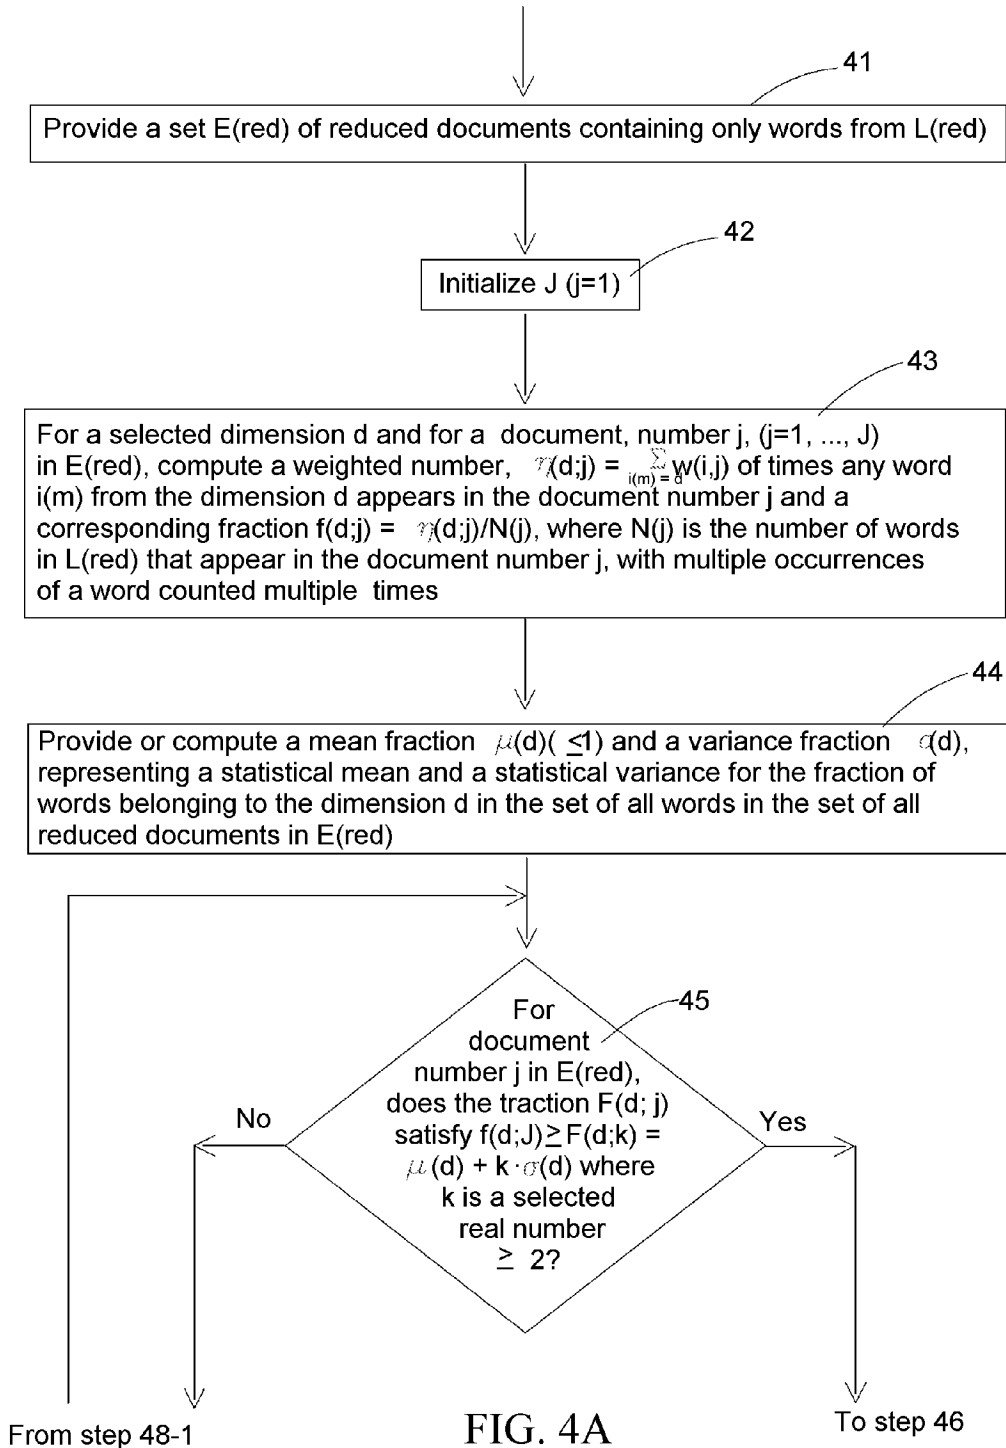 41
Provide a set E(red) of reduced documents containing only words from L(red)
42
Initialize J (j=1)
43
For a selected dimension d and for a document, number j, (j=1, ..., J)
in E(red), compute a weighted number, η(d;j) = Σ w(i,j) of times any word
i(m) = d
i(m) from the dimension d appears in the document number j and a
corresponding fraction f(d;j) = η(d;j)/N(j), where N(j) is the number of words
in L(red) that appear in the document number j, with multiple occurrences
of a word counted multiple times
44
Provide or compute a mean fraction μ(d)( ≤1) and a variance fraction σ(d),
representing a statistical mean and a statistical variance for the fraction of
words belonging to the dimension d in the set of all words in the set of all
reduced documents in E(red)
45
For
document
number j in E(red),
does the traction F(d; j)
satisfy f(d;J)≥F(d;k) =
μ(d) + k·σ(d) where
k is a selected
real number
≥ 2?
No
Yes
From step 48-1
FIG. 4A
To step 46